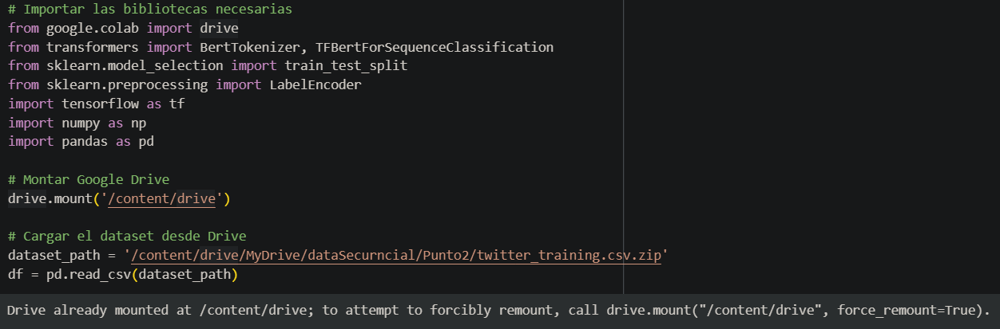 # Importar las bibliotecas necesarias
from google.colab import drive
from transformers import BertTokenizer, TFBertForSequenceClassification
from sklearn.model_selection import train_test_split
from sklearn.preprocessing import LabelEncoder
import tensorflow as tf
import numpy as np
import pandas as pd
# Montar Google Drive
drive.mount('/content/drive')
# Cargar el dataset desde Drive
dataset_path = '/content/drive/MyDrive/dataSecurncial/Punto2/twitter_training.csv.zip'
df = pd.read_csv(dataset_path)
Drive already mounted at /content/drive; to attempt to forcibly remount, call drive.mount("/content/drive", force_remount=True).